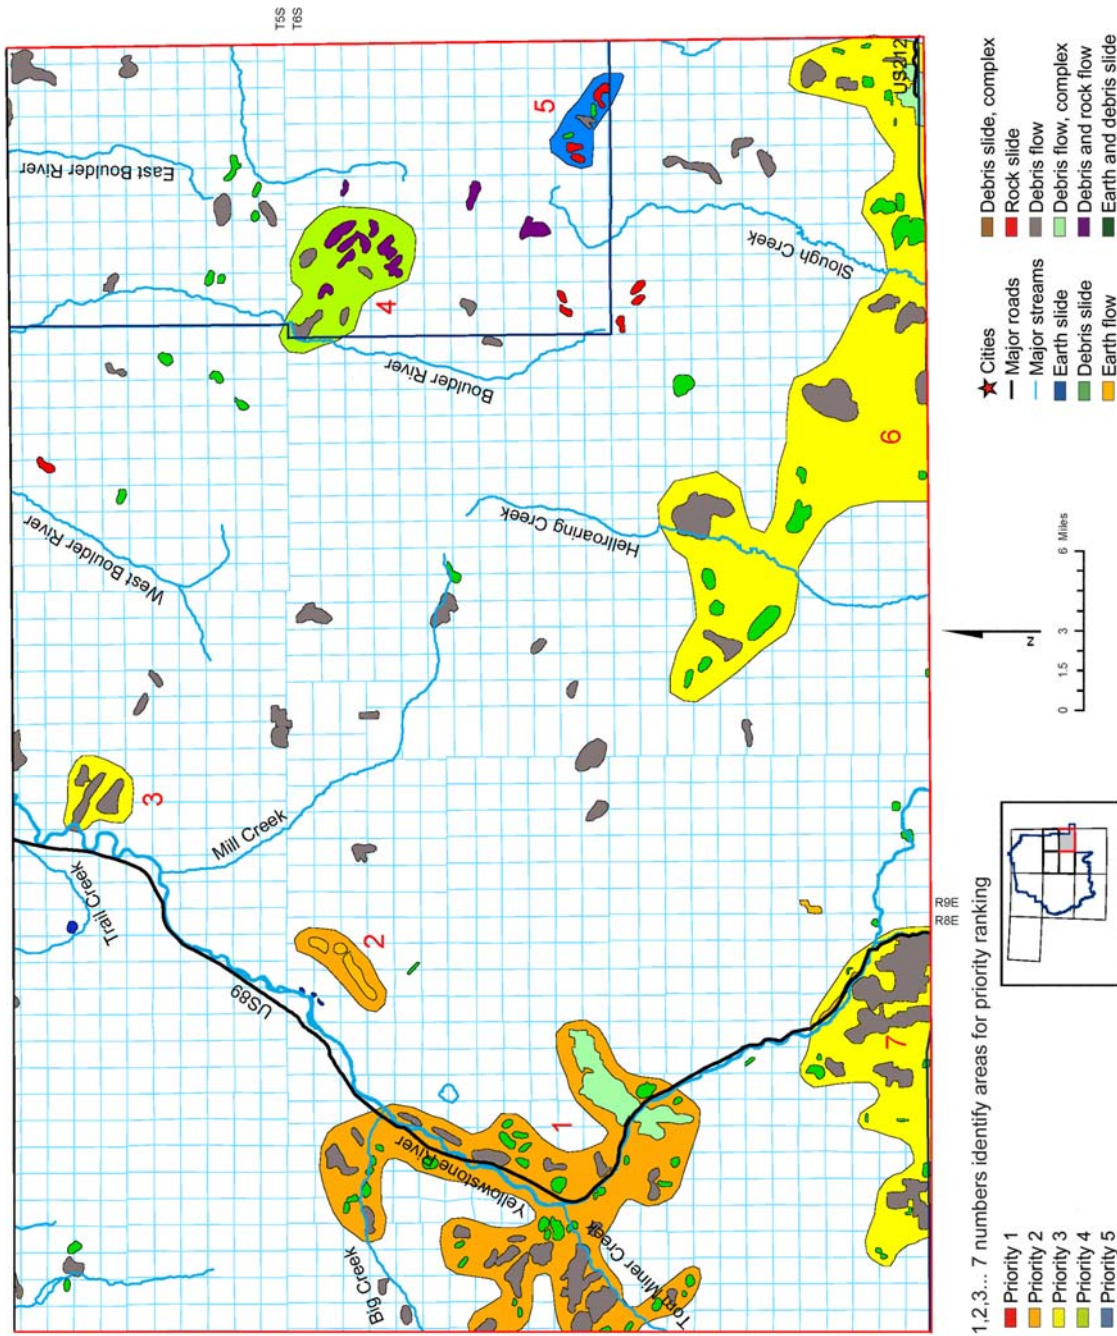 T5S
T6S
East Boulder River
5
US212
4
Slough Creek
Boulder River
6
West Boulder River
Hellroaring Creek
3
Mill Creek
Trail Creek
US89
2
R9E
R8E
7
1
Yellowstone River
Big Creek
Tom Miner Creek
1,2,3... 7 numbers identify areas for priority ranking
Priority 1
Priority 2
Priority 3
Priority 4
Priority 5
N
0 1.5 3 6 Miles
Cities
Major roads
Major streams
Earth slide
Debris slide
Earth flow
Debris slide, complex
Rock slide
Debris flow
Debris flow, complex
Debris and rock flow
Earth and debris slide